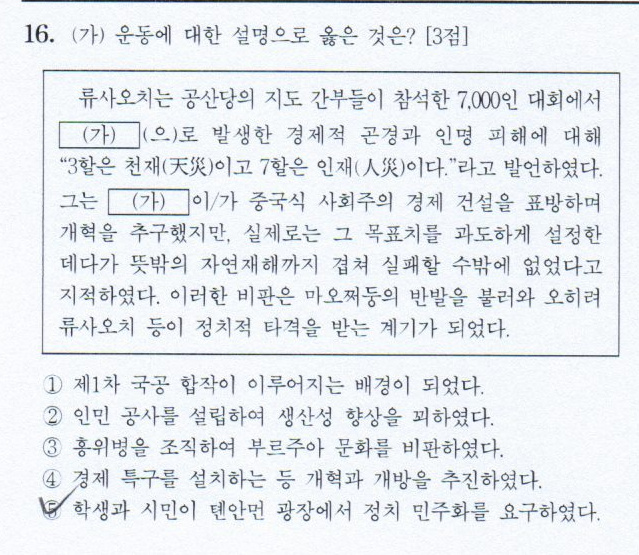 16. (가) 운동에 대한 설명으로 옳은 것은? [3점]
류사오치는 공산당의 지도 간부들이 참석한 7,000인 대회에서
(가) (으)로 발생한 경제적 곤경과 인명 피해에 대해
“3할은 천재(天災)이고 7할은 인재(人災)이다.”라고 발언하였다.
그는 (가) 이/가 중국식 사회주의 경제 건설을 표방하며
개혁을 추구했지만, 실제로는 그 목표치를 과도하게 설정한
데다가 뜻밖의 자연재해까지 겹쳐 실패할 수밖에 없었다고
지적하였다. 이러한 비판은 마오쩌둥의 반발을 불러와 오히려
류사오치 등이 정치적 타격을 받는 계기가 되었다.
① 제1차 국공 합작이 이루어지는 배경이 되었다.
② 인민 공사를 설립하여 생산성 향상을 꾀하였다.
③ 홍위병을 조직하여 부르주아 문화를 비판하였다.
④ 경제 특구를 설치하는 등 개혁과 개방을 추진하였다.
⑤ 학생과 시민이 톈안먼 광장에서 정치 민주화를 요구하였다.